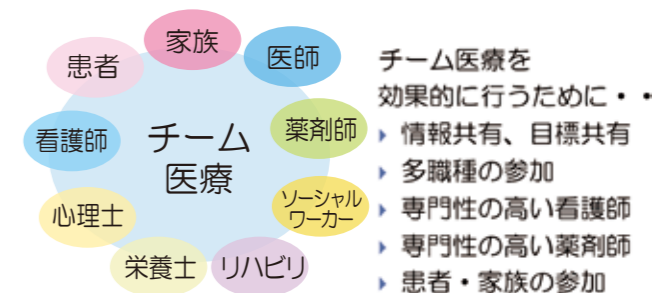 家族
医師
患者
看護師
チーム
医療
薬剤師
心理士
ソーシャル
ワーカー
栄養士
リハビリ
チーム医療を
効果的に行うために・・
情報共有、目標共有
多職種の参加
専門性の高い看護師
専門性の高い薬剤師
患者・家族の参加